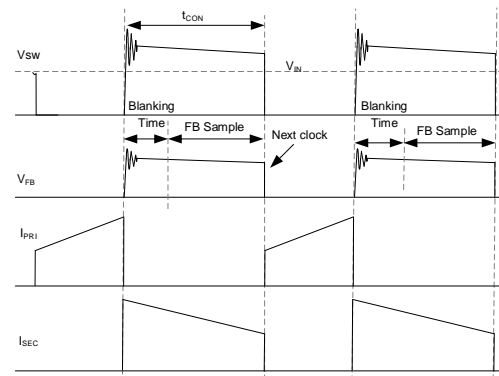 tCON
Vsw
VIN
Blanking
Time
FB Sample
Next clock
Blanking
Time
FB Sample
VFB
IPRI
ISEC